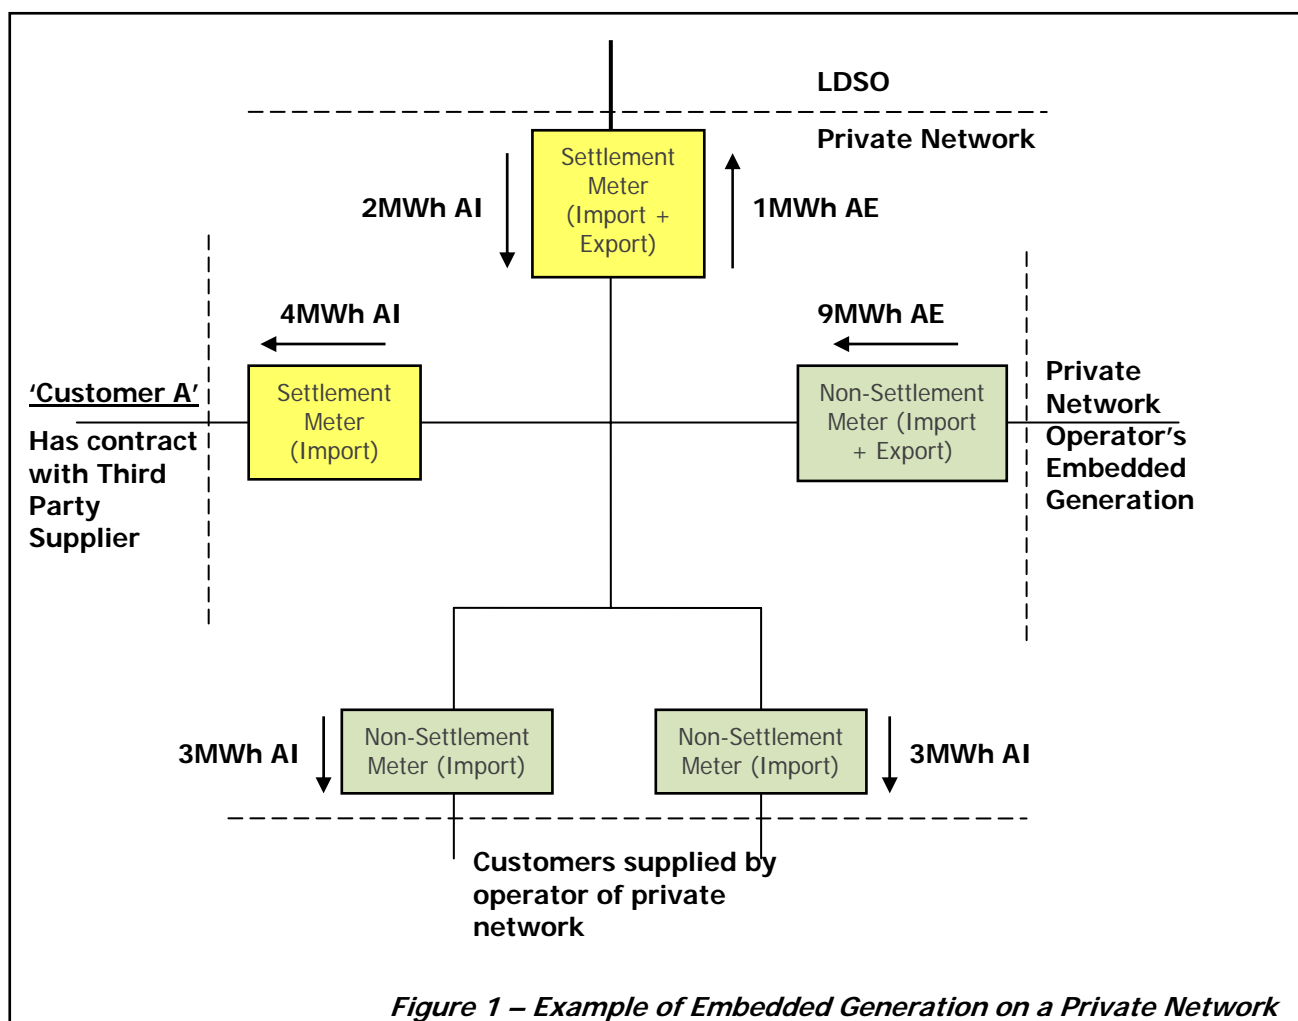 LDSO
Private Network
Settlement
Meter
(Import +
Export)
2MWh AI
1MWh AE
4MWh AI
9MWh AE
‘Customer A’
Has contract
with Third
Party
Supplier
Settlement
Meter
(Import)
Non-Settlement
Meter (Import
+ Export)
Private
Network
Operator’s
Embedded
Generation
3MWh AI
Non-Settlement
Meter (Import)
Non-Settlement
Meter (Import)
3MWh AI
Customers supplied by
operator of private
network
Figure 1 – Example of Embedded Generation on a Private Network